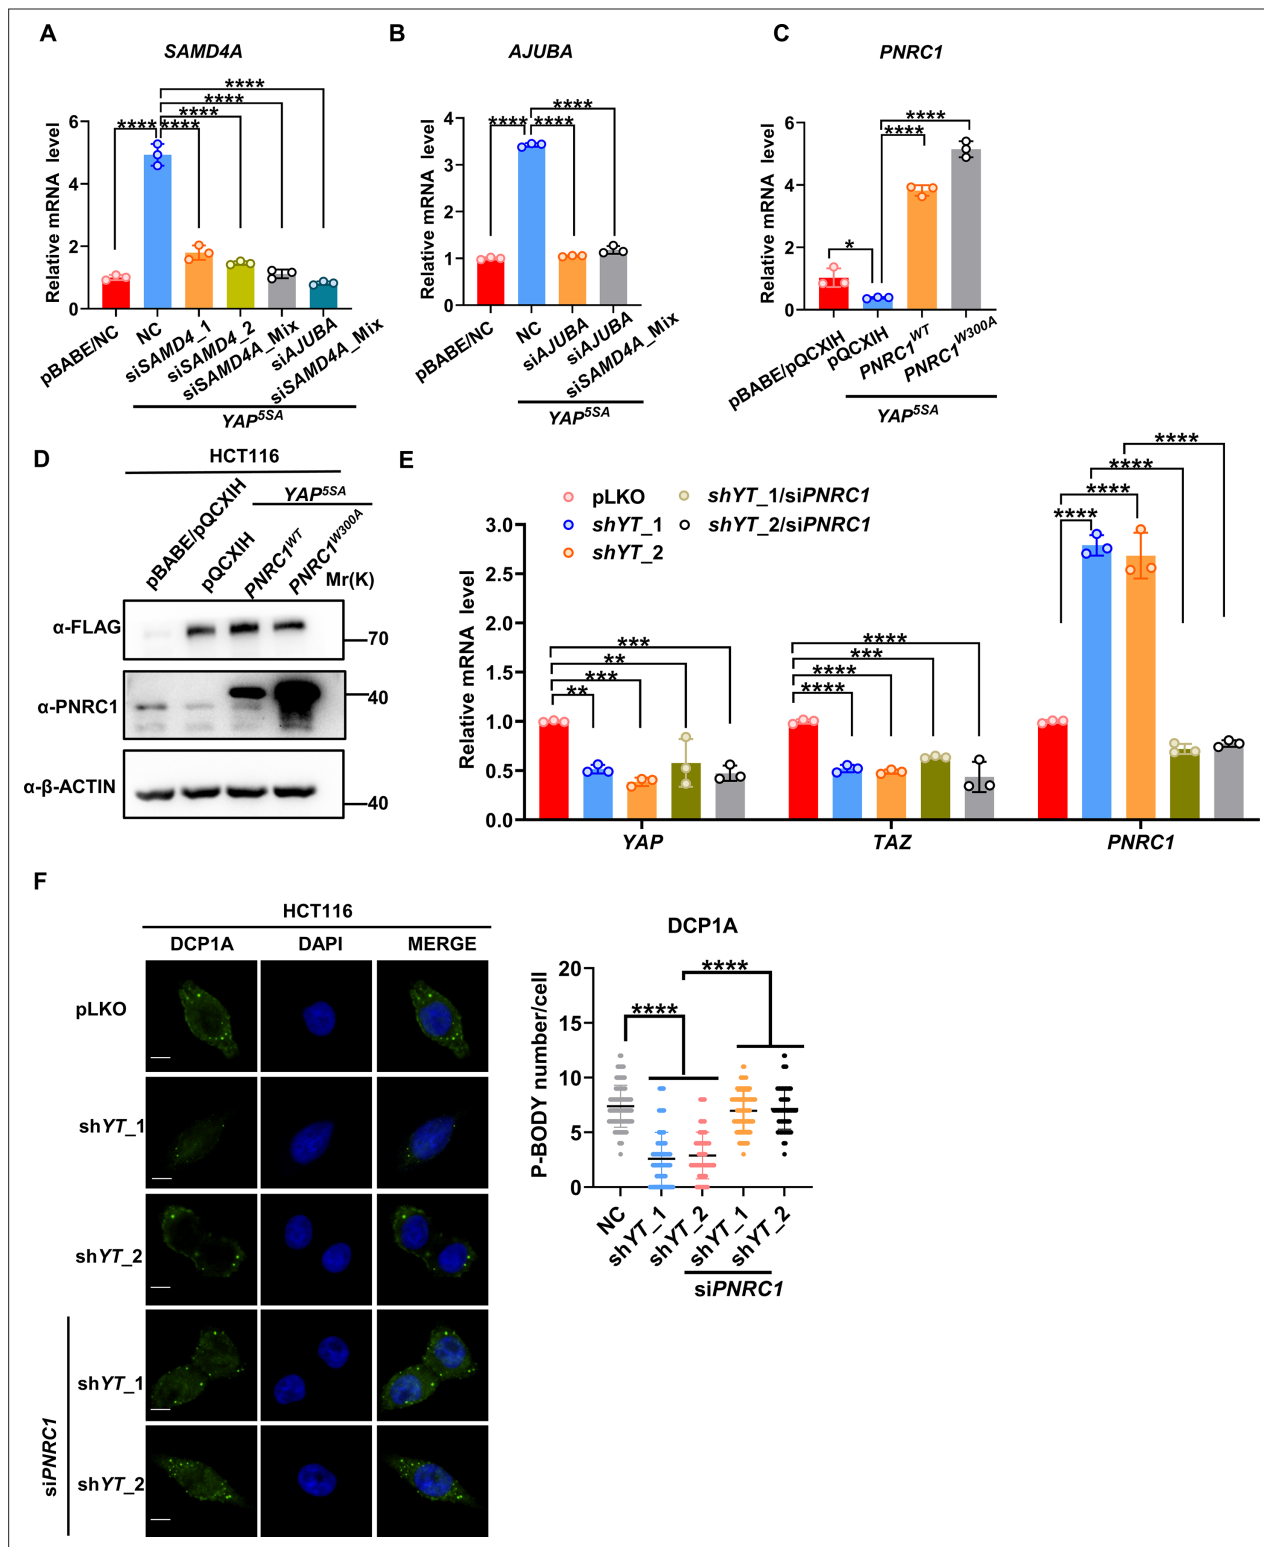 A
SAMD4A
Relative mRNA level
6
4
2
0
****
****
****
****
****
pBABE/NC
NC
siSAMD4_1
siSAMD4_2
siSAMD4A_Mix
siAJUBA
siSAMD4A_Mix
YAP5SA
B
AJUBA
Relative mRNA level
4
3
2
1
0
****
****
****
pBABE/NC
NC
siAJUBA
siAJUBA
siSAMD4A_Mix
YAP5SA
C
PNRC1
Relative mRNA level
6
4
2
0
*
****
****
pBABE/pQCXIH
pQCXIH
PNRC1WT
PNRC1W300A
YAP5SA
D
HCT116
YAP5SA
pBABE/pQCXIH
pQCXIH
PNRC1WT
PNRC1W300A
Mr(K)
α-FLAG
70
α-PNRC1
40
α-β-ACTIN
40
E
pLKO
shYT_1
shYT_2
shYT_1/siPNRC1
shYT_2/siPNRC1
Relative mRNA level
3.0
2.5
2.0
1.5
1.0
0.5
0.0
***
**
***
**
****
***
****
****
****
****
****
****
YAP
TAZ
PNRC1
F
HCT116
DCP1A
DAPI
MERGE
pLKO
shYT_1
shYT_2
siPNRC1
shYT_1
shYT_2
DCP1A
P-BODY number/cell
20
15
10
5
0
****
****
NC
shYT_1
shYT_2
shYT_1
shYT_2
siPNRC1